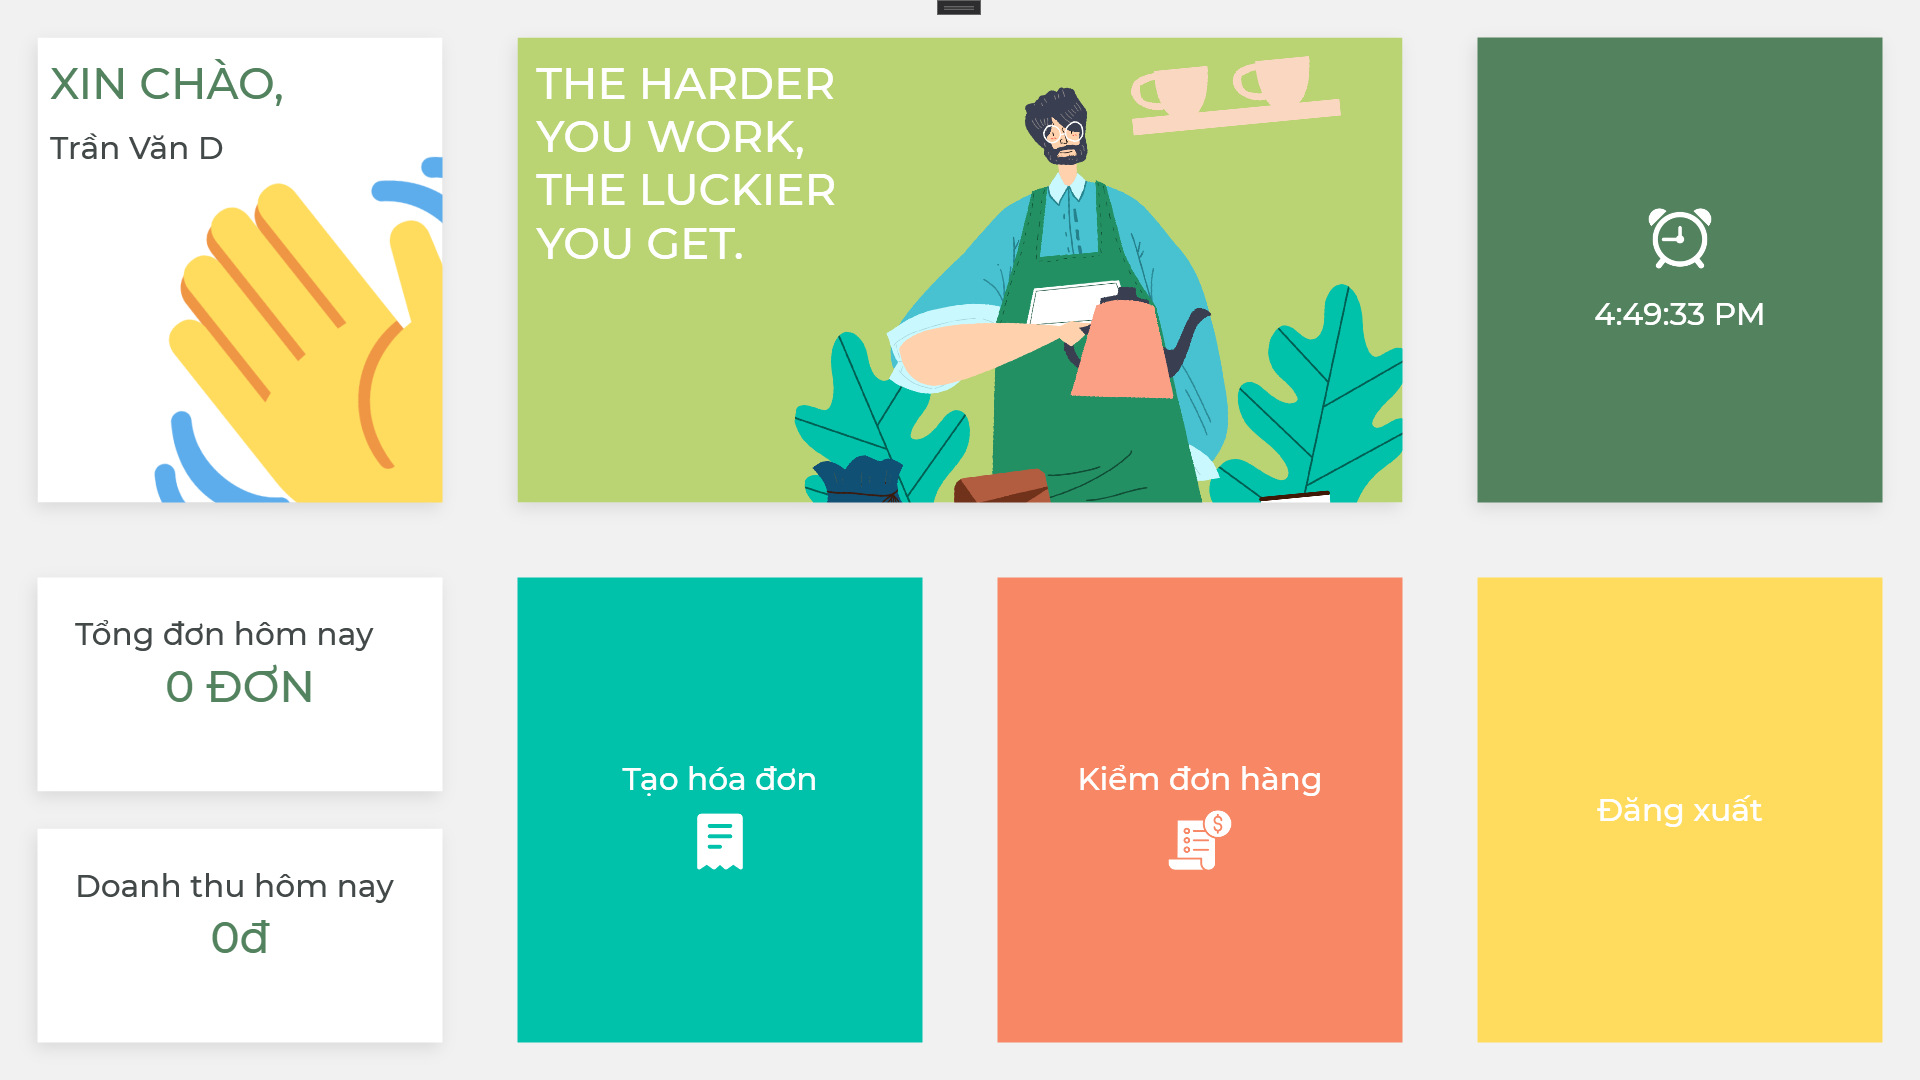 XIN CHÀO,
Trần Văn D
THE HARDER
YOU WORK,
THE LUCKIER
YOU GET.
4:49:33 PM
Tổng đơn hôm nay
0 ĐƠN
Doanh thu hôm nay
0đ
Tạo hóa đơn
Kiểm đơn hàng
$
Đăng xuất